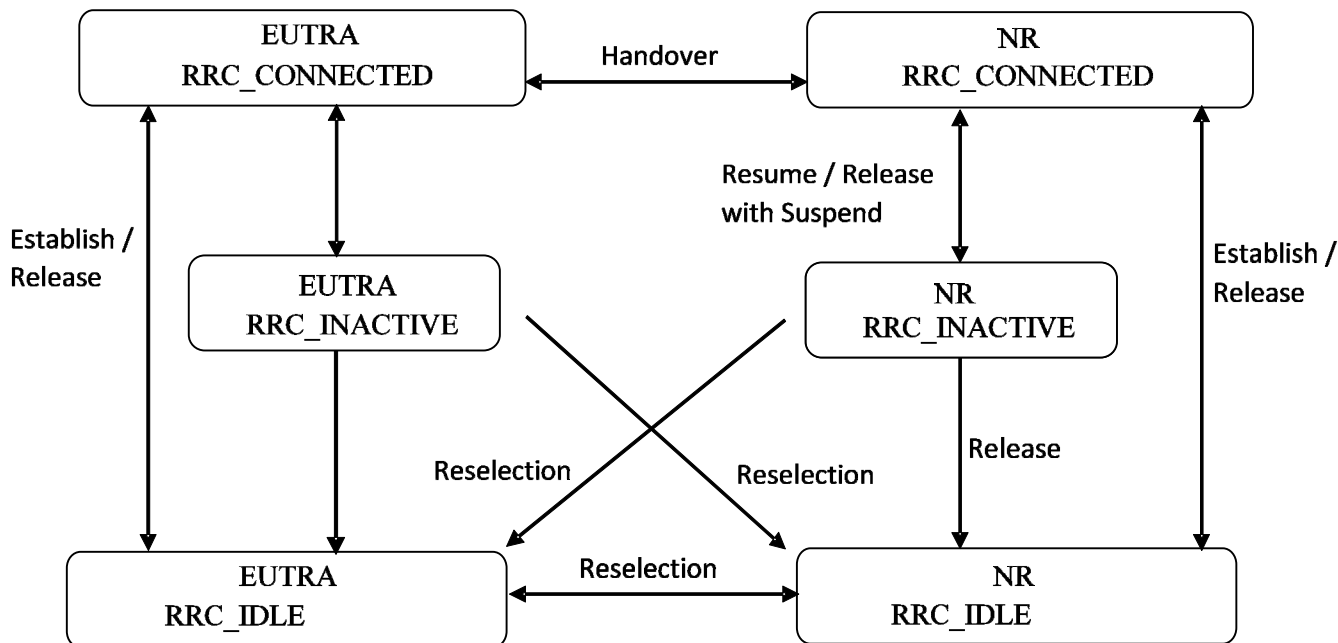 EUTRA
RRC_CONNECTED
Handover
NR
RRC_CONNECTED
Establish /
Release
Resume / Release
with Suspend
Establish /
Release
EUTRA
RRC_INACTIVE
NR
RRC_INACTIVE
Reselection
Reselection
Release
EUTRA
RRC_IDLE
Reselection
NR
RRC_IDLE